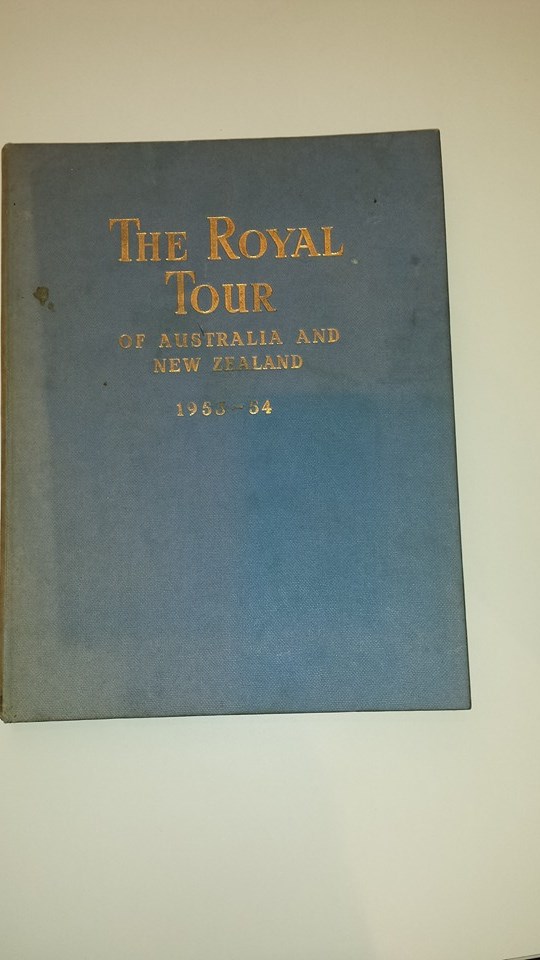 THE ROYAL
TOUR
OF AUSTRALIA AND
NEW ZEALAND
1953-54